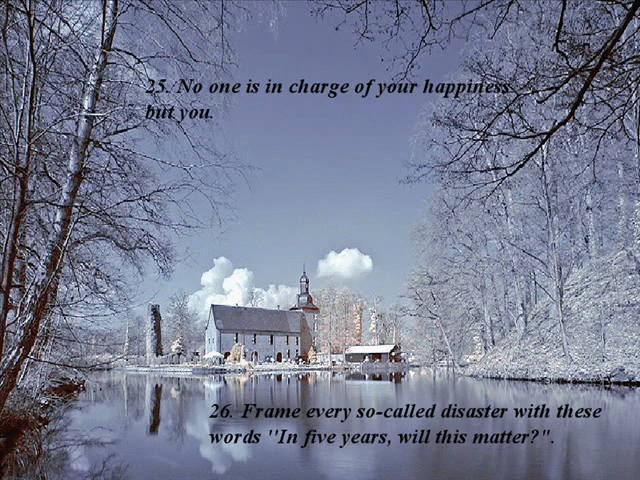 25. No one is in charge of your happiness
but you.
26. Frame every so-called disaster with these
words "In five years, will this matter?".